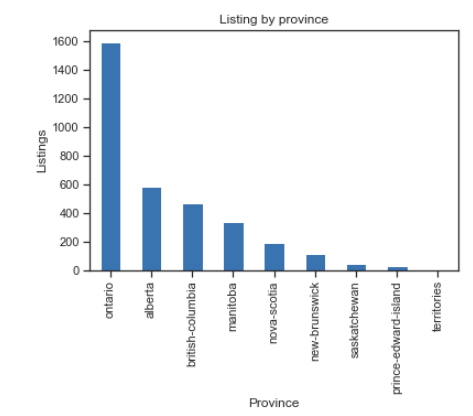 Listing by province
1600
1400
1200
1000
800
600
400
200
0
Listings
ontario
alberta
british-columbia
manitoba
nova-scotia
new-brunswick
saskatchewan
prince-edward-island
territories
Province